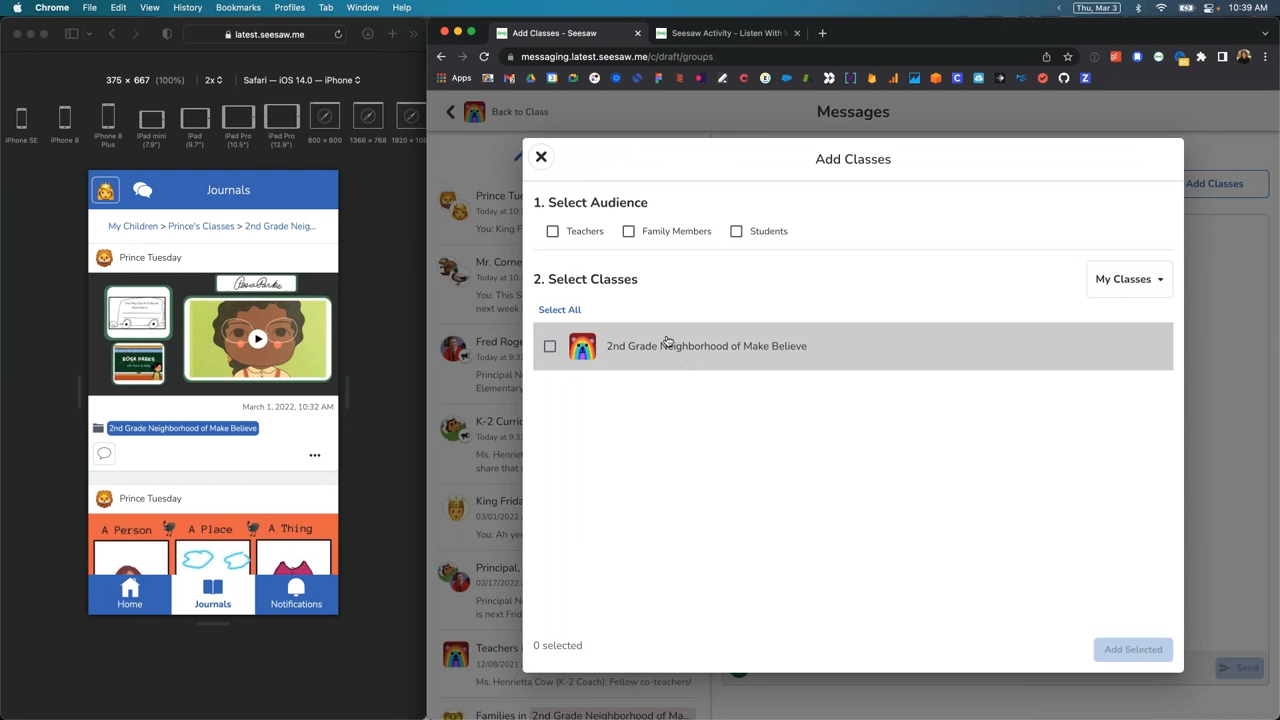 Chrome File Edit View History Bookmarks Profiles Tab Window Help
Thu, Mar 3 10:39 AM
latest.seesaw.me
375 × 667 (100%) 2x Safari — iOS 14.0 — iPhone
iPhone SE
iPhone 8
iPhone 8 Plus
iPad mini (7.9")
iPad (9.7")
iPad Pro (10.5")
iPad Pro (12.9")
800 × 600
1366 × 768
Journals
My Children > Prince's Classes > 2nd Grade Neig...
Prince Tuesday
Rosa Parks
ROSA PARKS
March 1, 2022, 10:32 AM
2nd Grade Neighborhood of Make Believe
Prince Tuesday
A Person
A Place
A Thing
Home
Journals
Notifications
Add Classes - Seesaw
Seesaw Activity - Listen With
messaging.latest.seesaw.me/c/draft/groups
Apps
Back to Class
Messages
Add Classes
Prince Tue
Today at 10:
You: King F
Mr. Corne
Today at 10:
You: This S
next week
Fred Roge
Today at 9:3
Principal N
Elementary
K-2 Curric
Today at 9:3
Ms. Henrie
share that
King Frida
03/01/2022
You: Ah yes
Principal,
02/17/2022
Principal N
is next Frid
Teachers
12/08/2021
Ms. Henrietta Cow (K-2 Coach): Fellow co-teachers!
Families in 2nd Grade Neighborhood of Ma...
Send
Add Classes
1. Select Audience
Teachers
Family Members
Students
2. Select Classes
My Classes
Select All
2nd Grade Neighborhood of Make Believe
0 selected
Add Selected